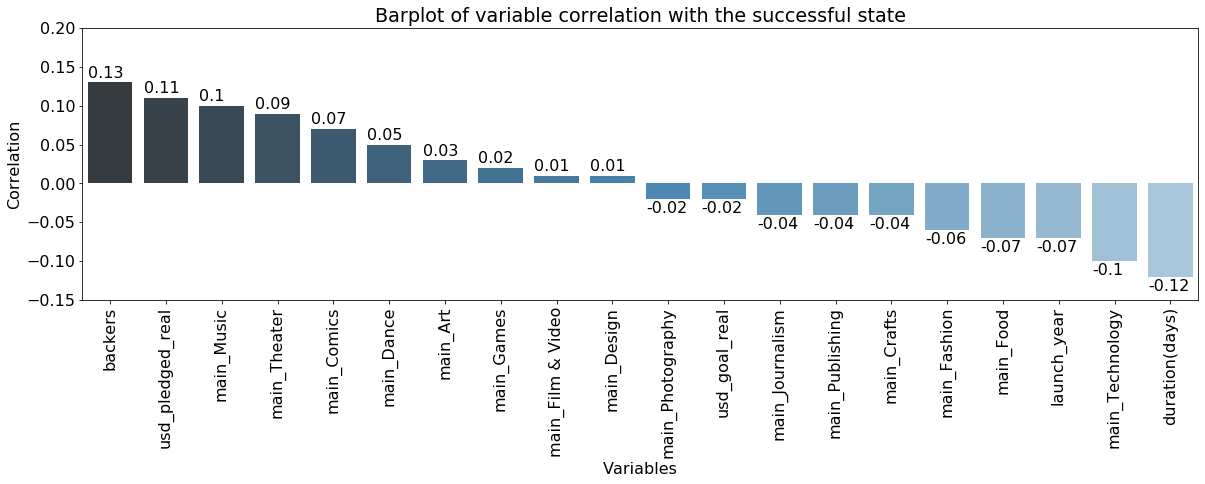 Barplot of variable correlation with the successful state
Correlation
0.20
0.15
0.10
0.05
0.00
−0.05
−0.10
−0.15
0.13
0.11
0.1
0.09
0.07
0.05
0.03
0.02
0.01
0.01
-0.02
-0.02
-0.04
-0.04
-0.04
-0.06
-0.07
-0.07
-0.1
-0.12
backers
usd_pledged_real
main_Music
main_Theater
main_Comics
main_Dance
main_Art
main_Games
main_Film & Video
main_Design
main_Photography
usd_goal_real
main_Journalism
main_Publishing
main_Crafts
main_Fashion
main_Food
launch_year
main_Technology
duration(days)
Variables